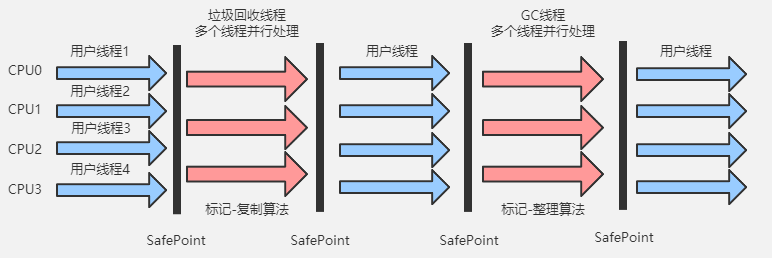 垃圾回收线程
多个线程并行处理
GC线程
多个线程并行处理
用户线程1
用户线程
用户线程
CPU0
用户线程2
CPU1
用户线程3
CPU2
用户线程4
CPU3
标记-复制算法
标记-整理算法
SafePoint
SafePoint
SafePoint
SafePoint